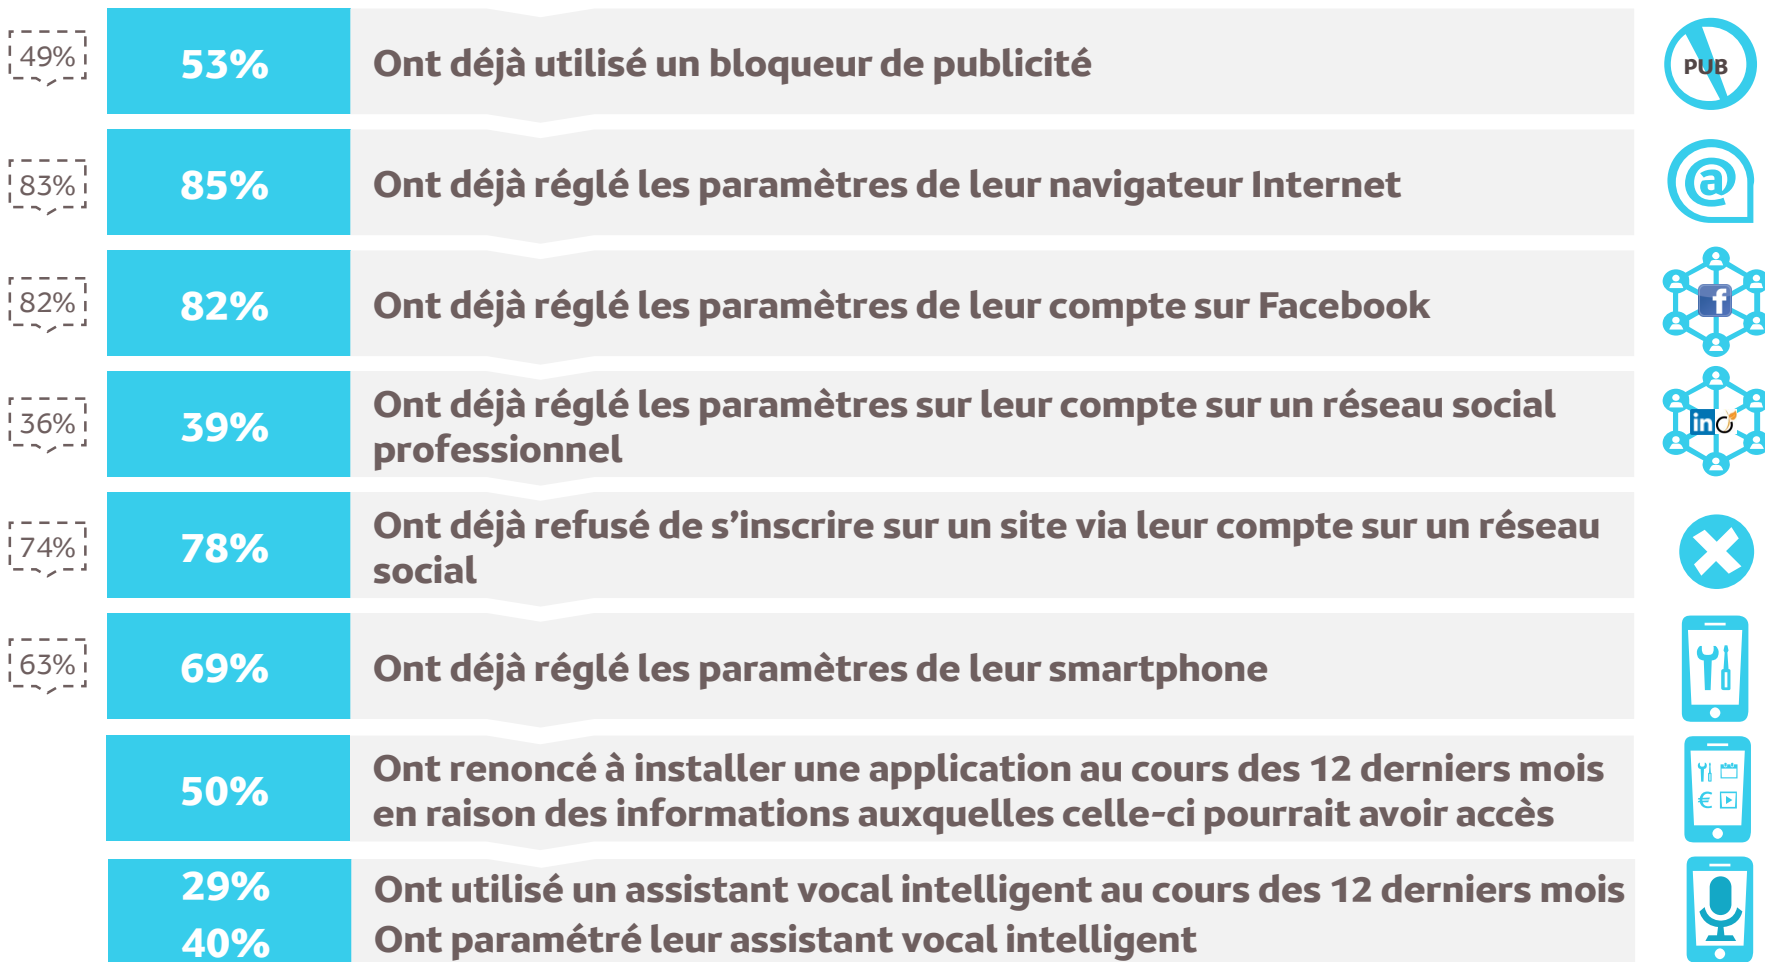 49%
53%
Ont déjà utilisé un bloqueur de publicité
PUB
83%
85%
Ont déjà réglé les paramètres de leur navigateur Internet
@
82%
82%
Ont déjà réglé les paramètres de leur compte sur Facebook
f
36%
39%
Ont déjà réglé les paramètres sur leur compte sur un réseau social
professionnel
in
74%
78%
Ont déjà refusé de s’inscrire sur un site via leur compte sur un réseau
social
63%
69%
Ont déjà réglé les paramètres de leur smartphone
50%
Ont renoncé à installer une application au cours des 12 derniers mois
en raison des informations auxquelles celle-ci pourrait avoir accès
€
29%
Ont utilisé un assistant vocal intelligent au cours des 12 derniers mois
40%
Ont paramétré leur assistant vocal intelligent